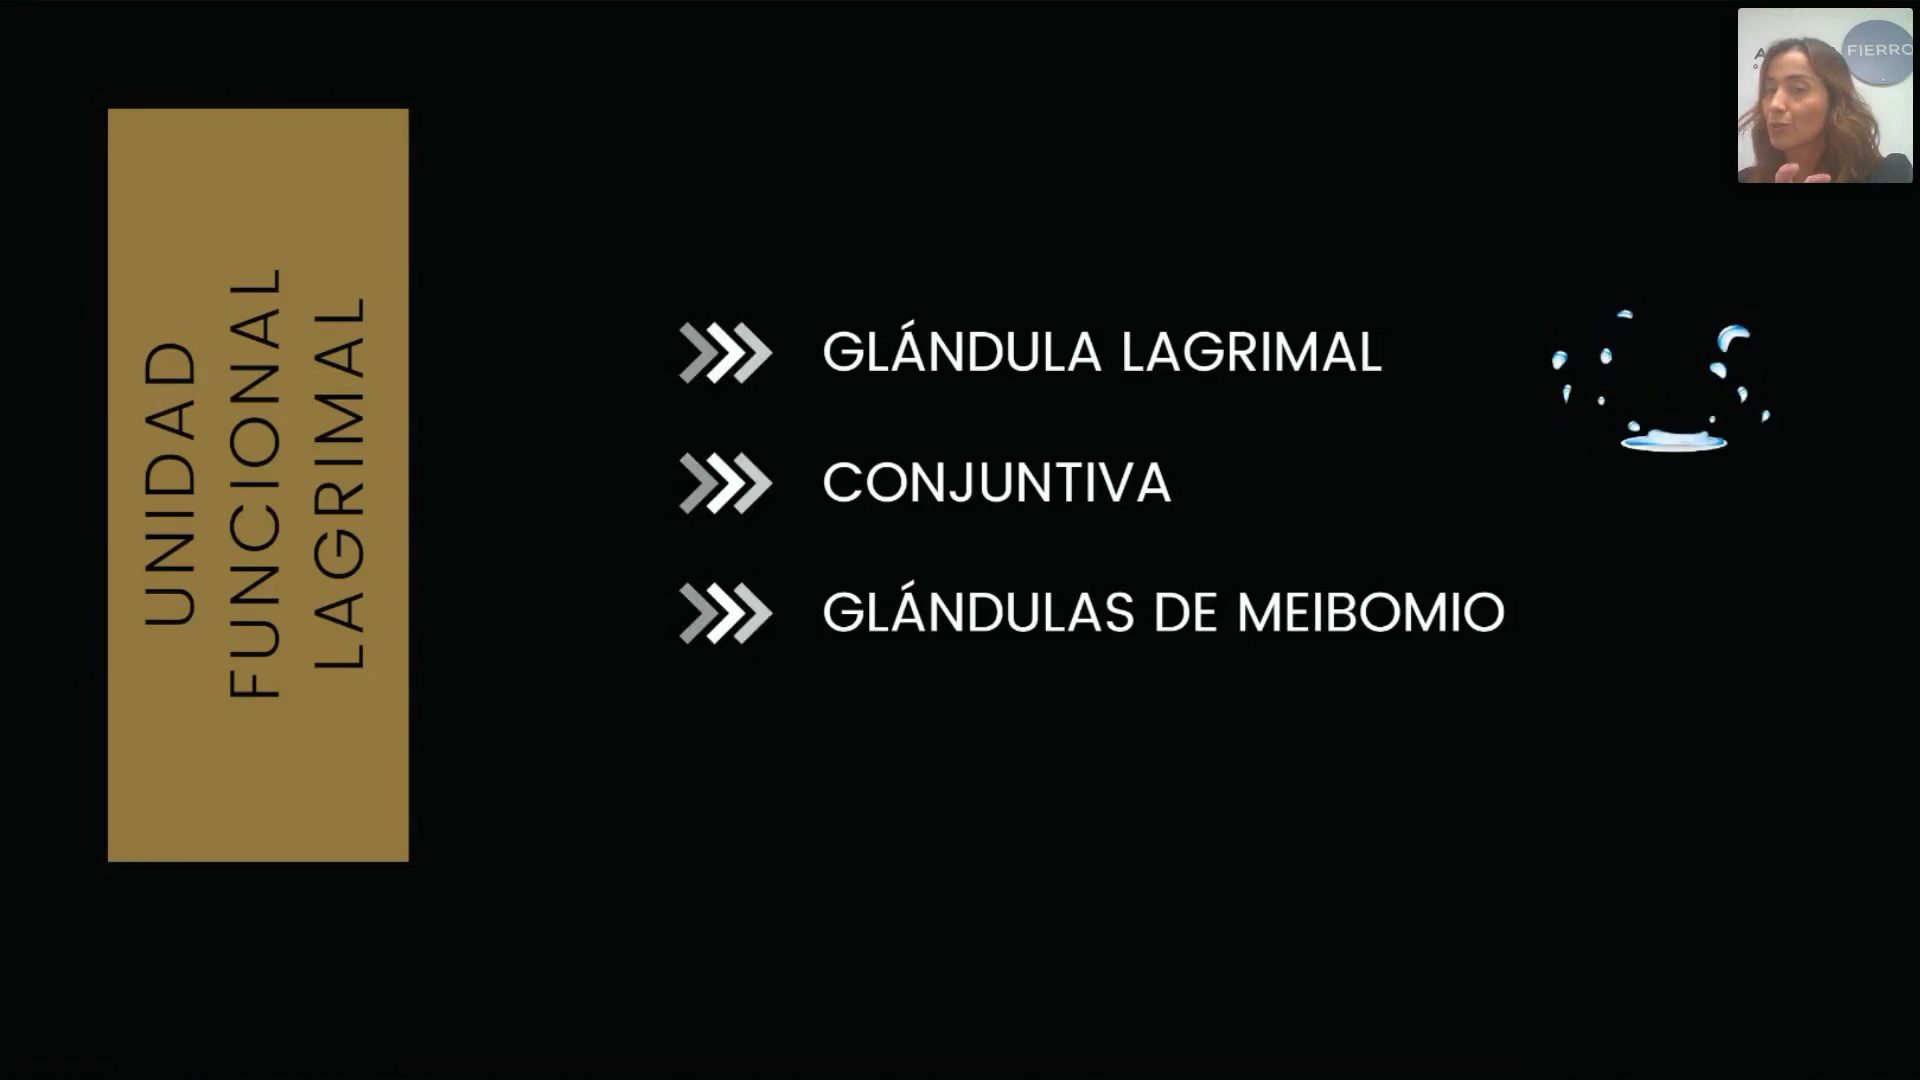 UNIDAD
FUNCIONAL
LAGRIMAL
GLÁNDULA LAGRIMAL
CONJUNTIVA
GLÁNDULAS DE MEIBOMIO
FIERRO